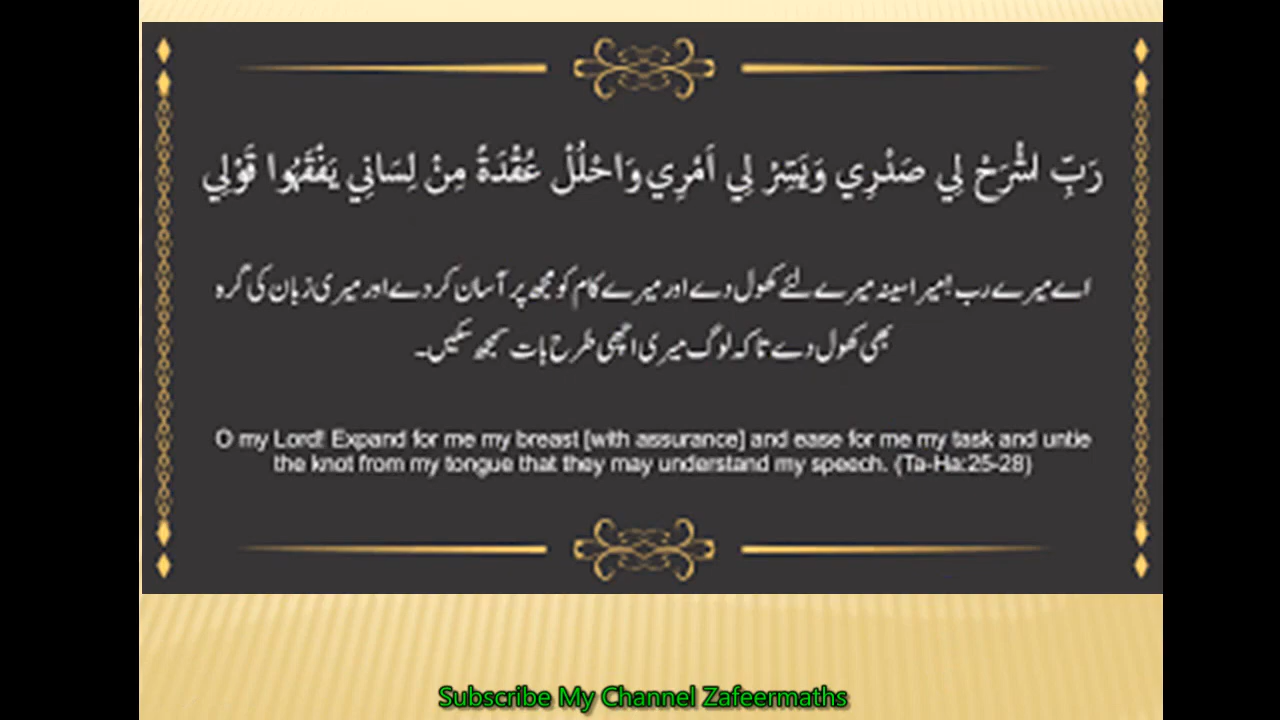 رَبِّ اشْرَحْ لِي صَدْرِي وَيَسِّرْ لِي أَمْرِي وَاحْلُلْ عُقْدَةً مِنْ لِسَانِي يَفْقَهُوا قَوْلِي
اے میرے رب! میرا سینہ میرے لئے کھول دے اور میرے کام کو مجھ پر آسان کر دے اور میری زبان کی گرہ
بھی کھول دے تاکہ لوگ میری اچھی طرح بات سمجھ سکیں۔
O my Lord! Expand for me my breast [with assurance] and ease for me my task and untie
the knot from my tongue that they may understand my speech. (Ta-Ha:25-28)
Subscribe My Channel Zafeermaths